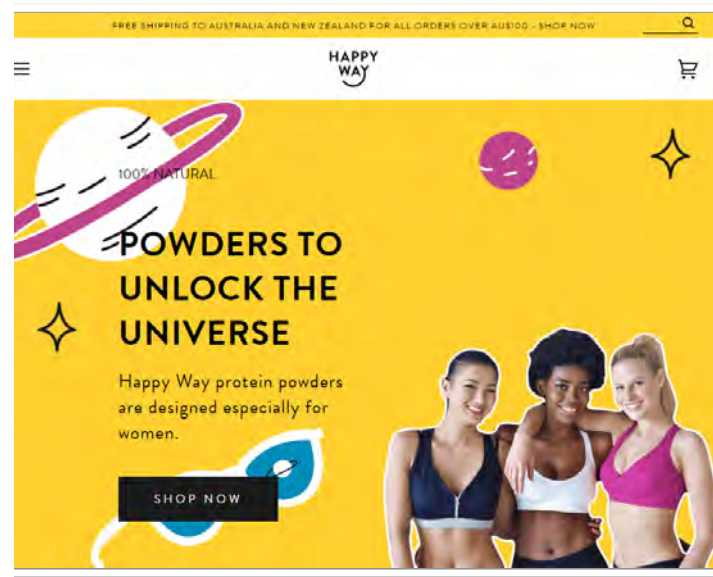 FREE SHIPPING TO AUSTRALIA AND NEW ZEALAND FOR ALL ORDERS OVER AU$100 - SHOP NOW
HAPPY
WAY
100% NATURAL
POWDERS TO
UNLOCK THE
UNIVERSE
Happy Way protein powders
are designed especially for
women.
SHOP NOW